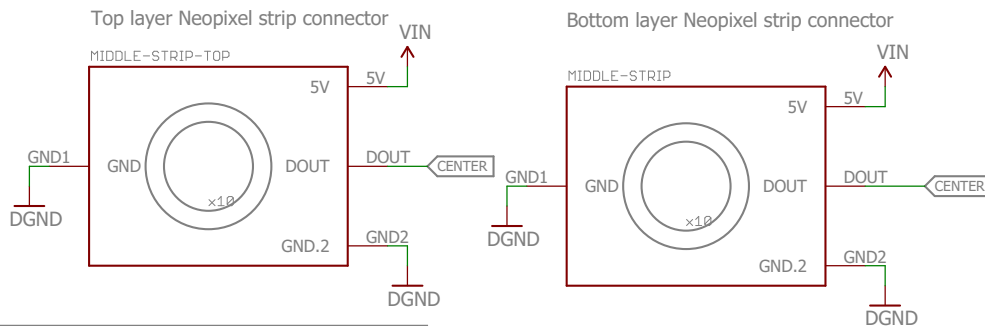 Top layer Neopixel strip connector
VIN
MIDDLE-STRIP-TOP
5V
5V
GND1
GND
DOUT
DOUT
CENTER
x10
DGND
GND.2
GND2
DGND
Bottom layer Neopixel strip connector
VIN
MIDDLE-STRIP
5V
5V
GND1
GND
DOUT
DOUT
CENTER
x10
DGND
GND.2
GND2
DGND